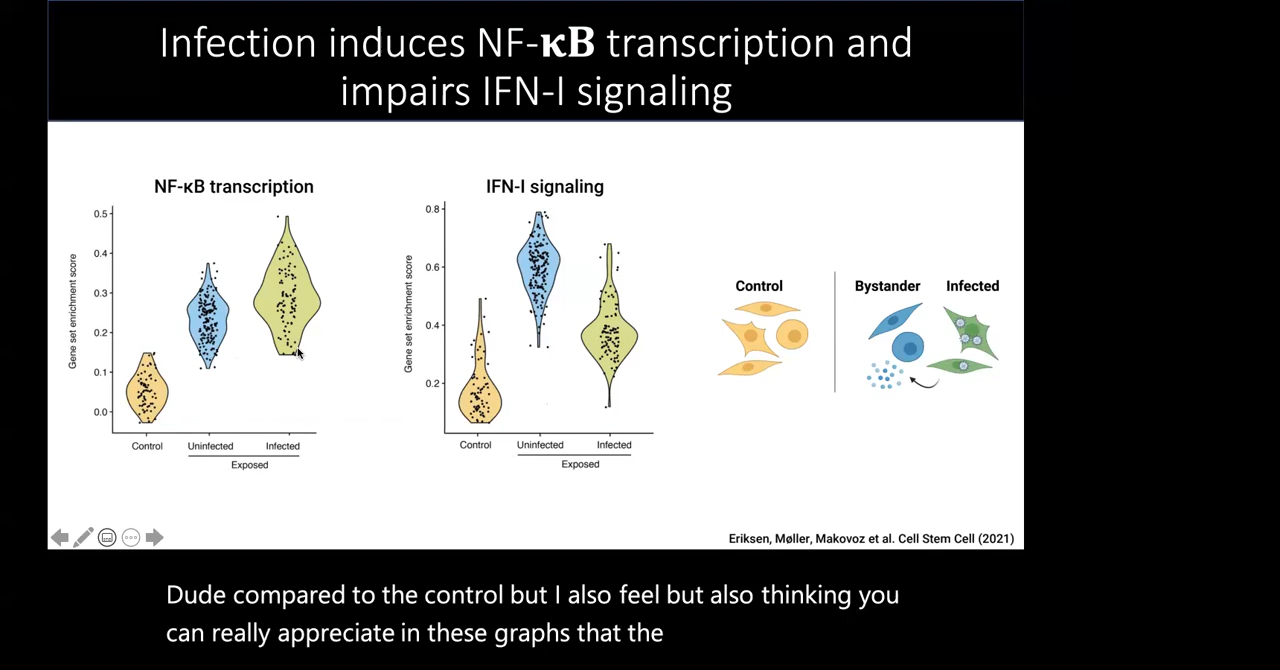 Infection induces NF-κB transcription and
impairs IFN-I signaling
NF-κB transcription
Gene set enrichment score
0.5
0.4
0.3
0.2
0.1
0.0
Control
Uninfected
Infected
Exposed
IFN-I signaling
Gene set enrichment score
0.8
0.6
0.4
0.2
Control
Uninfected
Infected
Exposed
Control
Bystander
Infected
Eriksen, Møller, Makovoz et al. Cell Stem Cell (2021)
Dude compared to the control but I also feel but also thinking you
can really appreciate in these graphs that the